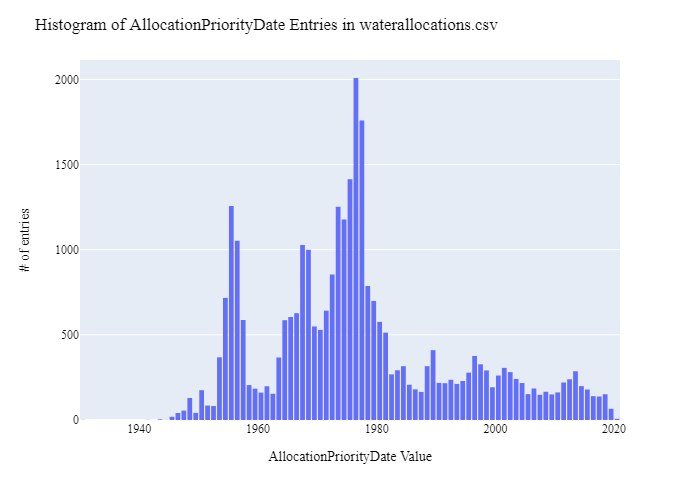 Histogram of AllocationPriorityDate Entries in waterallocations.csv
2000
1500
1000
500
0
# of entries
1940 1960 1980 2000 2020
AllocationPriorityDate Value